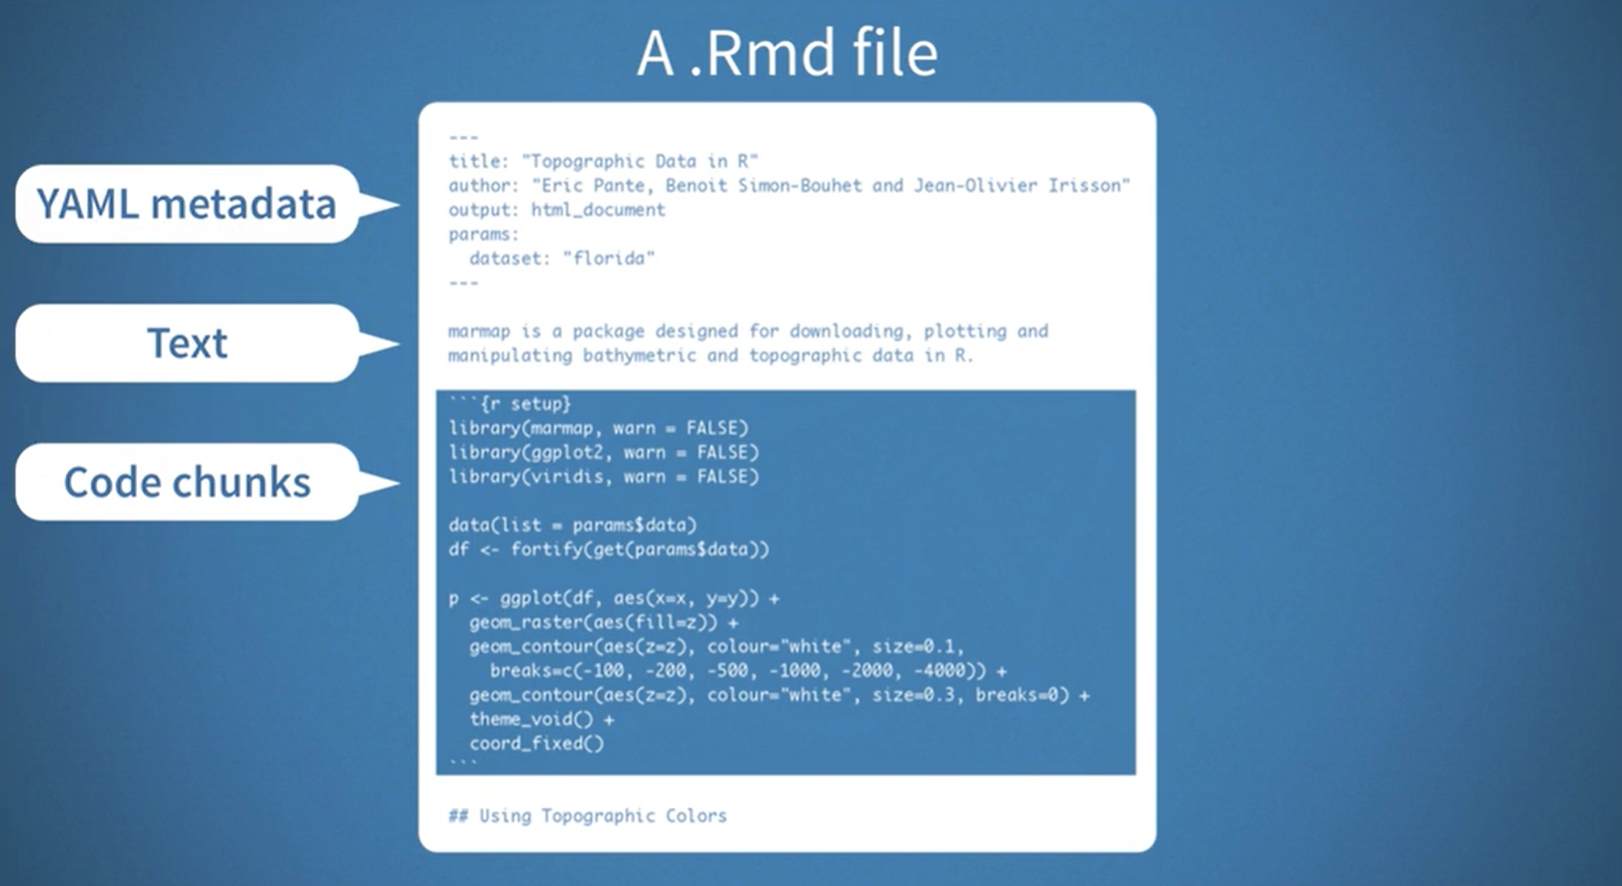 A .Rmd file
YAML metadata
Text
Code chunks
---
title: "Topographic Data in R"
author: "Eric Pante, Benoit Simon-Bouhet and Jean-Olivier Irisson"
output: html_document
params:
  dataset: "florida"
---
marmap is a package designed for downloading, plotting and
manipulating bathymetric and topographic data in R.
```{r setup}
library(marmap, warn = FALSE)
library(ggplot2, warn = FALSE)
library(viridis, warn = FALSE)
data(list = params$data)
df <- fortify(get(params$data))
p <- ggplot(df, aes(x=x, y=y)) +
  geom_raster(aes(fill=z)) +
  geom_contour(aes(z=z), colour="white", size=0.1,
    breaks=c(-100, -200, -500, -1000, -2000, -4000)) +
  geom_contour(aes(z=z), colour="white", size=0.3, breaks=0) +
  theme_void() +
  coord_fixed()
```
## Using Topographic Colors